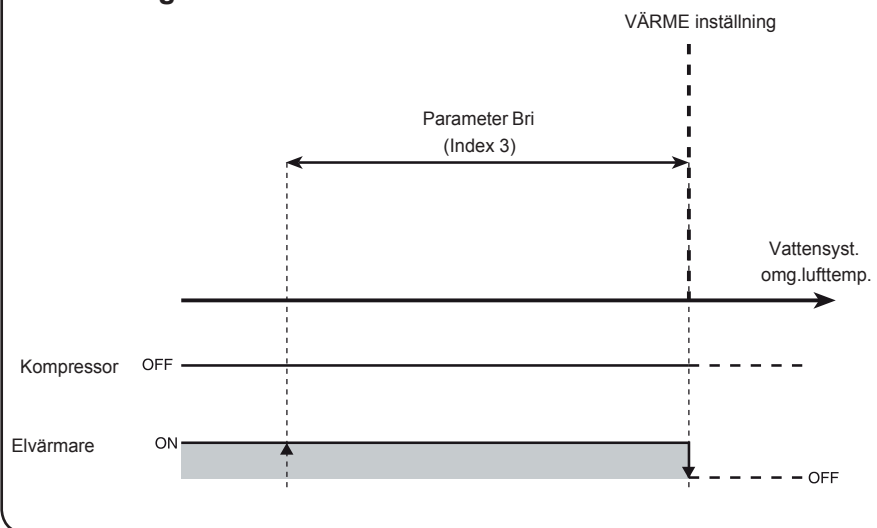 VÄRME inställning
Parameter Bri
(Index 3)
Vattensyst.
omg.lufttemp.
Kompressor OFF
Elvärmare ON
OFF